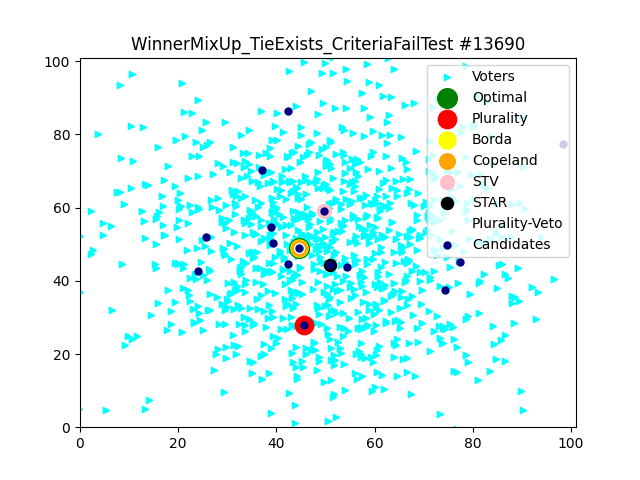 WinnerMixUp_TieExists_CriteriaFailTest #13690
100
80
60
40
20
0
0
20
40
60
80
100
Voters
Optimal
Plurality
Borda
Copeland
STV
STAR
Plurality-Veto
Candidates